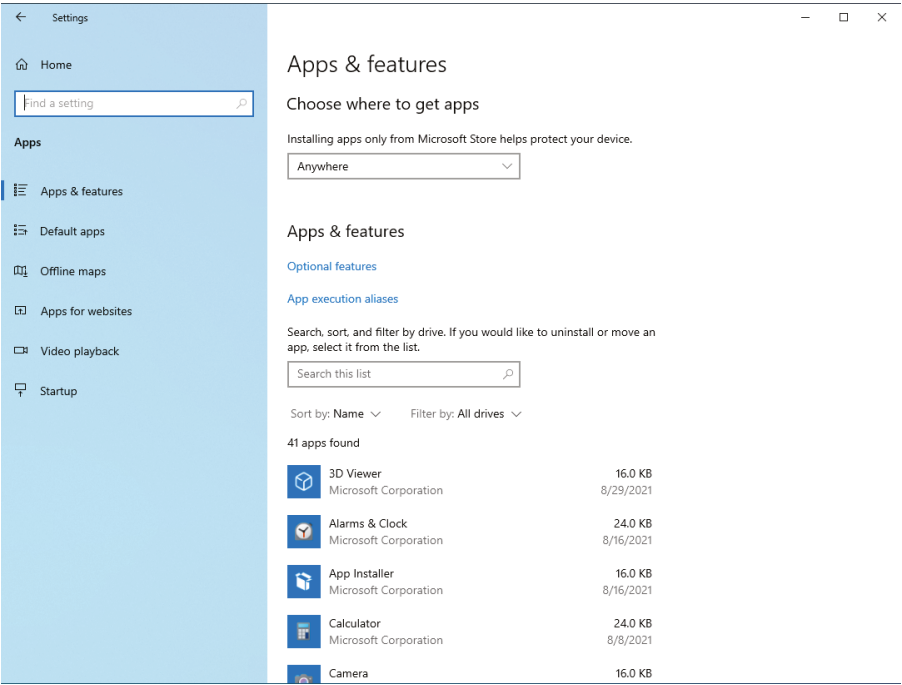 Settings
Home
Find a setting
Apps
Apps & features
Default apps
Offline maps
Apps for websites
Video playback
Startup
Apps & features
Choose where to get apps
Installing apps only from Microsoft Store helps protect your device.
Anywhere
Apps & features
Optional features
App execution aliases
Search, sort, and filter by drive. If you would like to uninstall or move an
app, select it from the list.
Search this list
Sort by: Name Filter by: All drives
41 apps found
3D Viewer 16.0 KB
Microsoft Corporation 8/29/2021
Alarms & Clock 24.0 KB
Microsoft Corporation 8/16/2021
App Installer 16.0 KB
Microsoft Corporation 8/16/2021
Calculator 24.0 KB
Microsoft Corporation 8/8/2021
Camera 16.0 KB